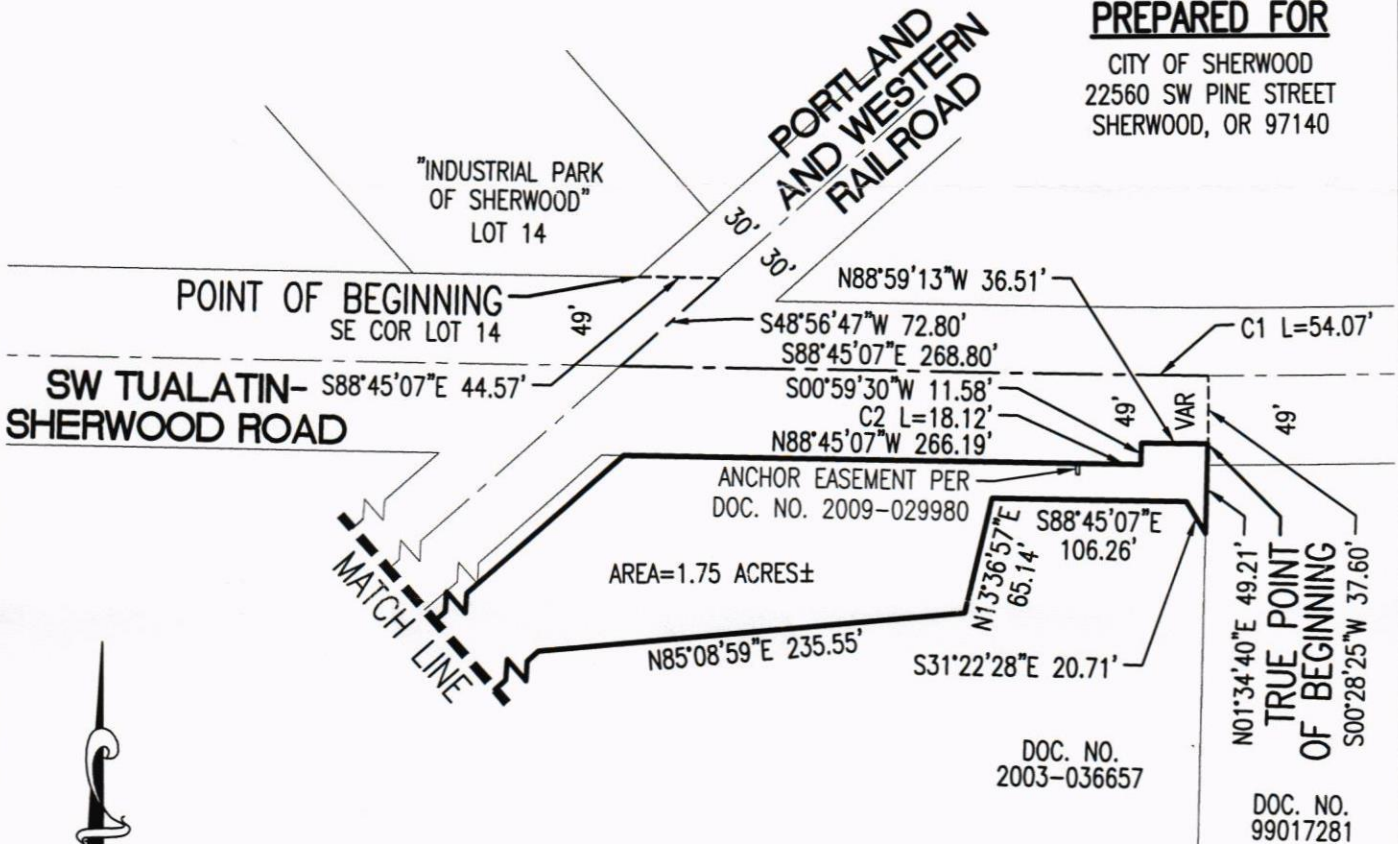 PREPARED FOR
CITY OF SHERWOOD
22560 SW PINE STREET
SHERWOOD, OR 97140
PORTLAND
AND WESTERN
RAILROAD
"INDUSTRIAL PARK
OF SHERWOOD"
LOT 14
30'
30'
POINT OF BEGINNING
SE COR LOT 14
49'
N88°59'13"W 36.51'
S48°56'47"W 72.80'
C1 L=54.07'
S88°45'07"E 268.80'
SW TUALATIN-
SHERWOOD ROAD
S88°45'07"E 44.57'
S00°59'30"W 11.58'
C2 L=18.12'
N88°45'07"W 266.19'
49'
VAR
49'
ANCHOR EASEMENT PER
DOC. NO. 2009-029980
S88°45'07"E
106.26'
N13°36'57"E
65.14'
AREA=1.75 ACRES±
MATCH LINE
N85°08'59"E 235.55'
S31°22'28"E 20.71'
N01°34'40"E 49.21'
TRUE POINT
OF BEGINNING
S00°28'25"W 37.60'
DOC. NO.
2003-036657
DOC. NO.
99017281